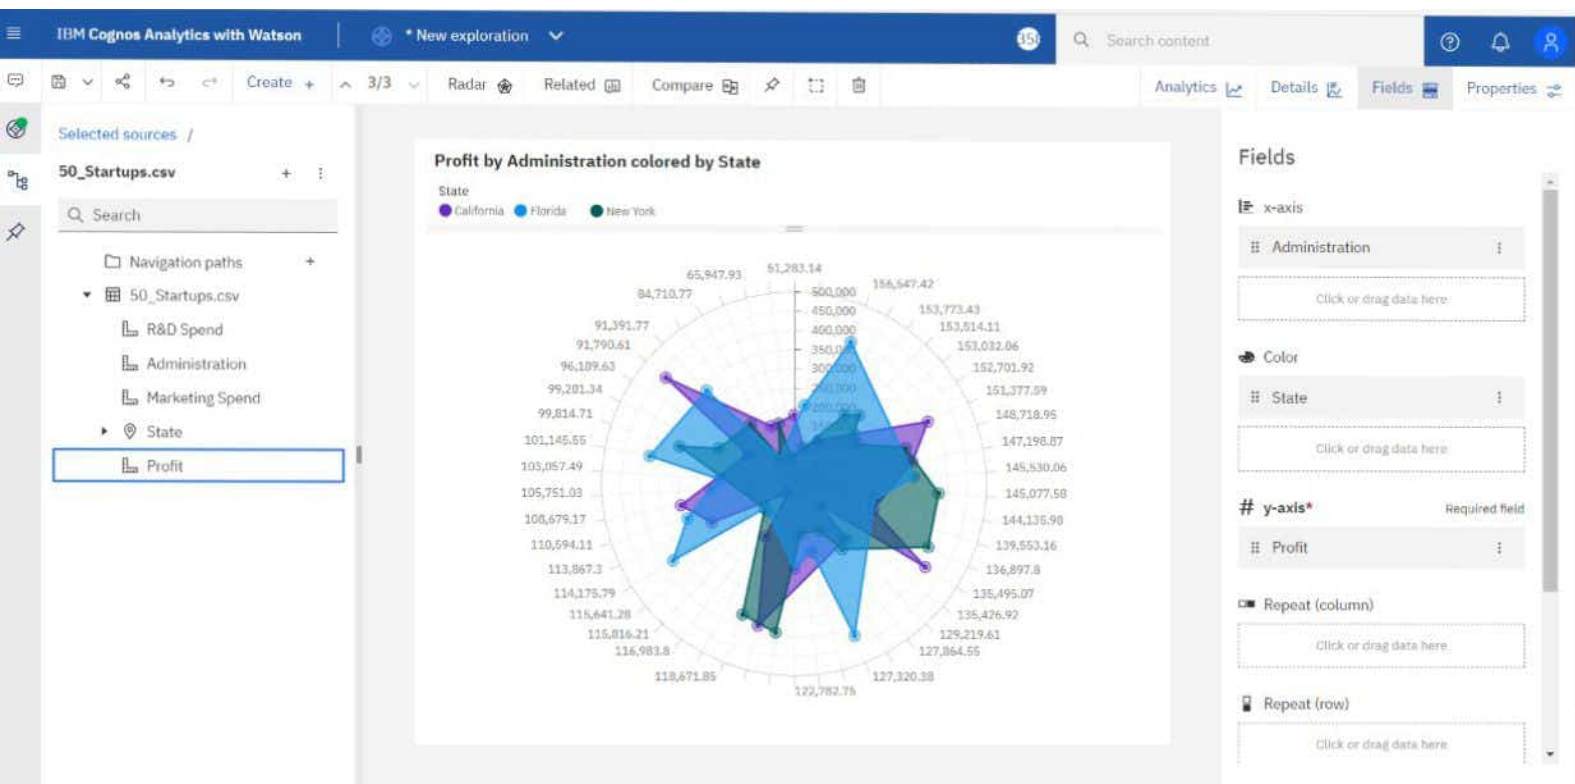 IBM Cognos Analytics with Watson
* New exploration
Search content
Create +
3/3
Radar
Related
Compare
Analytics
Details
Fields
Properties
Selected sources /
50_Startups.csv
Search
Navigation paths
50_Startups.csv
R&D Spend
Administration
Marketing Spend
State
Profit
Profit by Administration colored by State
State
California
Florida
New York
51,283.14
156,547.42
153,773.43
153,514.11
153,032.06
152,701.92
151,377.59
148,718.95
147,198.87
145,530.06
145,077.58
144,135.98
139,553.16
136,897.8
135,495.07
135,426.92
129,219.61
127,864.55
127,320.38
122,782.75
118,671.85
116,983.8
115,816.21
115,641.28
114,175.79
113,867.3
110,594.11
108,679.17
105,751.03
103,057.49
101,145.55
99,814.71
99,281.34
96,189.63
91,790.61
91,391.77
84,710.77
65,947.93
500,000
450,000
400,000
Fields
x-axis
Administration
Click or drag data here
Color
State
Click or drag data here
# y-axis*
Required field
Profit
Repeat (column)
Click or drag data here
Repeat (row)
Click or drag data here